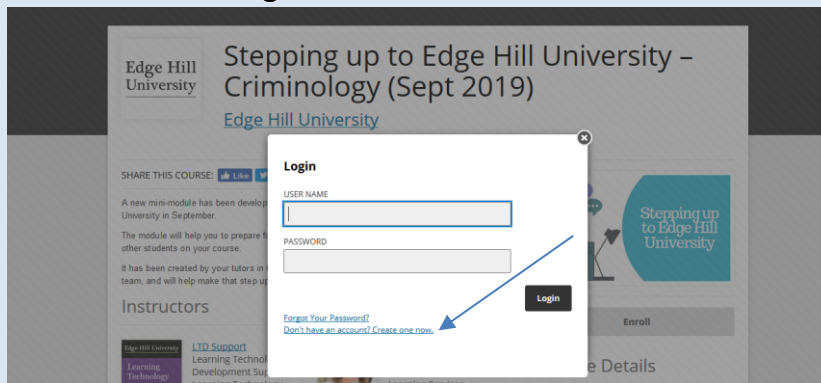 Edge Hill
University
Stepping up to Edge Hill University –
Criminology (Sept 2019)
Edge Hill University
SHARE THIS COURSE: Like
A new mini-module has been develop
University in September.
The module will help you to prepare f
other students on your course.
It has been created by your tutors in
team, and will help make that step up
Instructors
Edge Hill University
Learning
Technology
LTD Support
Learning Technol
Development Sup
Login
USER NAME
PASSWORD
Login
Forgot Your Password?
Don't have an account? Create one now.
Stepping up
to Edge Hill
University
Enroll
e Details